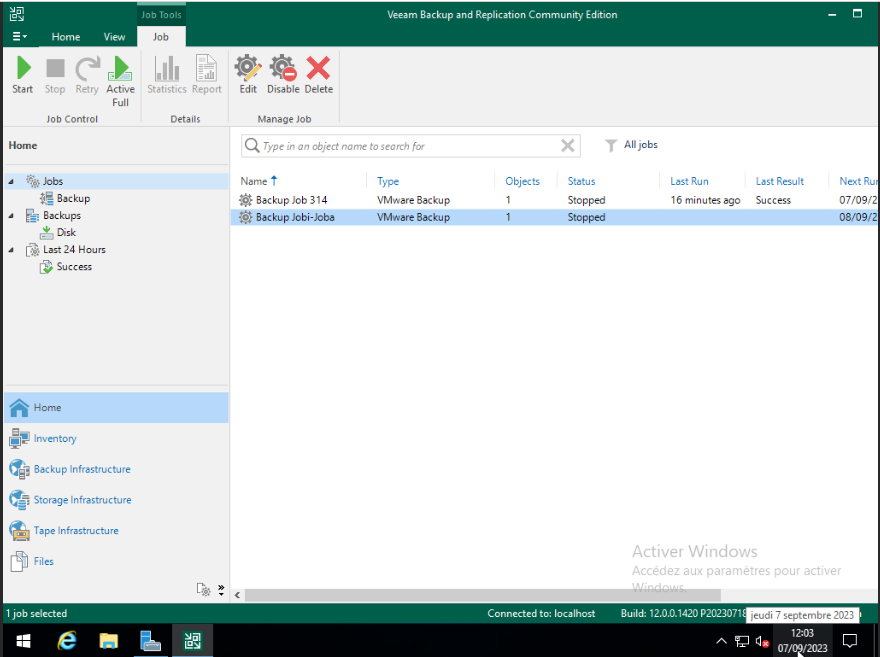 Job Tools
Veeam Backup and Replication Community Edition
Home View Job
Start Stop Retry Active Full
Statistics Report
Edit Disable Delete
Job Control Details Manage Job
Home
Type in an object name to search for
All jobs
Jobs
Backup
Backups
Disk
Last 24 Hours
Success
Name Type Objects Status Last Run Last Result Next Run
Backup Job 314 VMware Backup 1 Stopped 16 minutes ago Success 07/09/2
Backup Jobi-Joba VMware Backup 1 Stopped 08/09/2
Home
Inventory
Backup Infrastructure
Storage Infrastructure
Tape Infrastructure
Files
Activer Windows
Accédez aux paramètres pour activer
Windows.
1 job selected
Connected to: localhost
Build: 12.0.0.1420 P20230718
jeudi 7 septembre 2023
12:03
07/09/2023